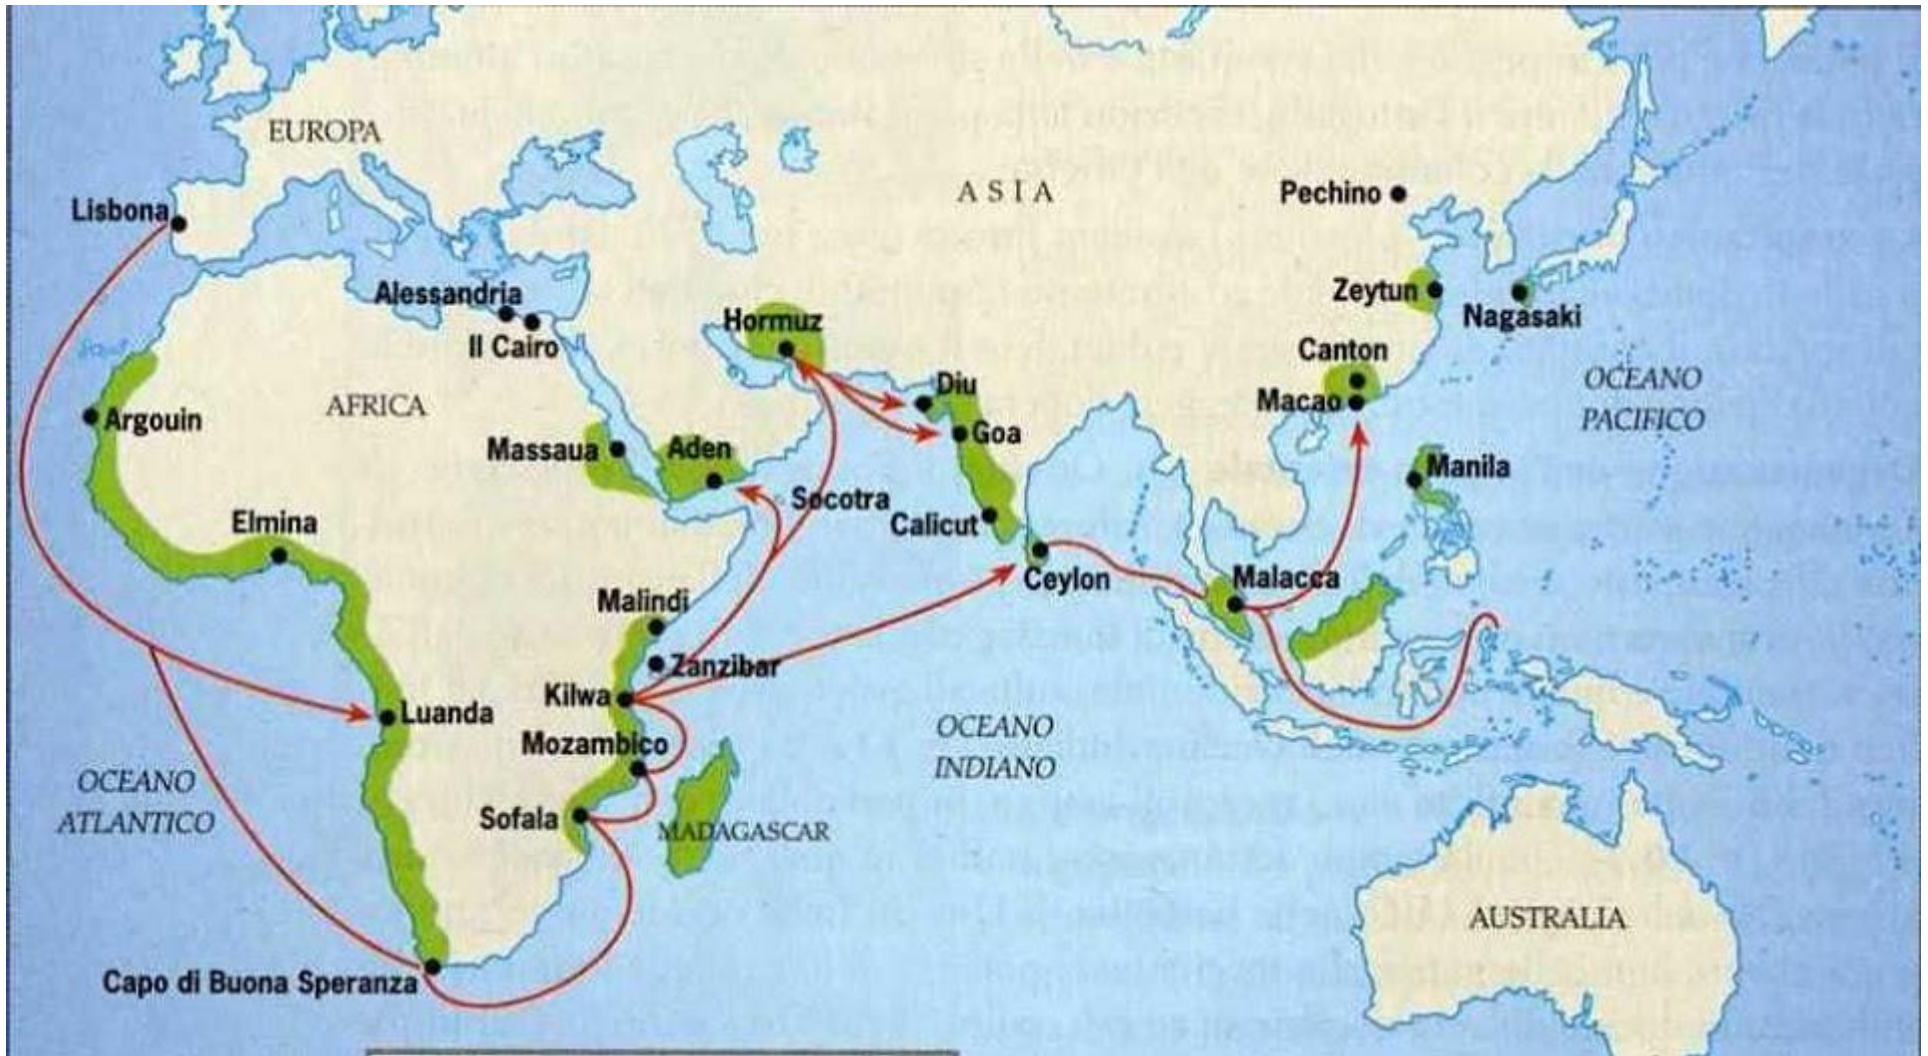 EUROPA
ASIA
Pechino
Lisbona
Alessandria
Il Cairo
Hormuz
Zeytun
Nagasaki
Canton
Macao
OCEANO
PACIFICO
Diu
Goa
AFRICA
Argouin
Massaua
Aden
Socotra
Calicut
Manila
Elmina
Ceylon
Malacca
Malindi
Zanzibar
Kilwa
Luanda
Mozambico
OCEANO
INDIANO
Sofala
MADAGASCAR
OCEANO
ATLANTICO
AUSTRALIA
Capo di Buona Speranza